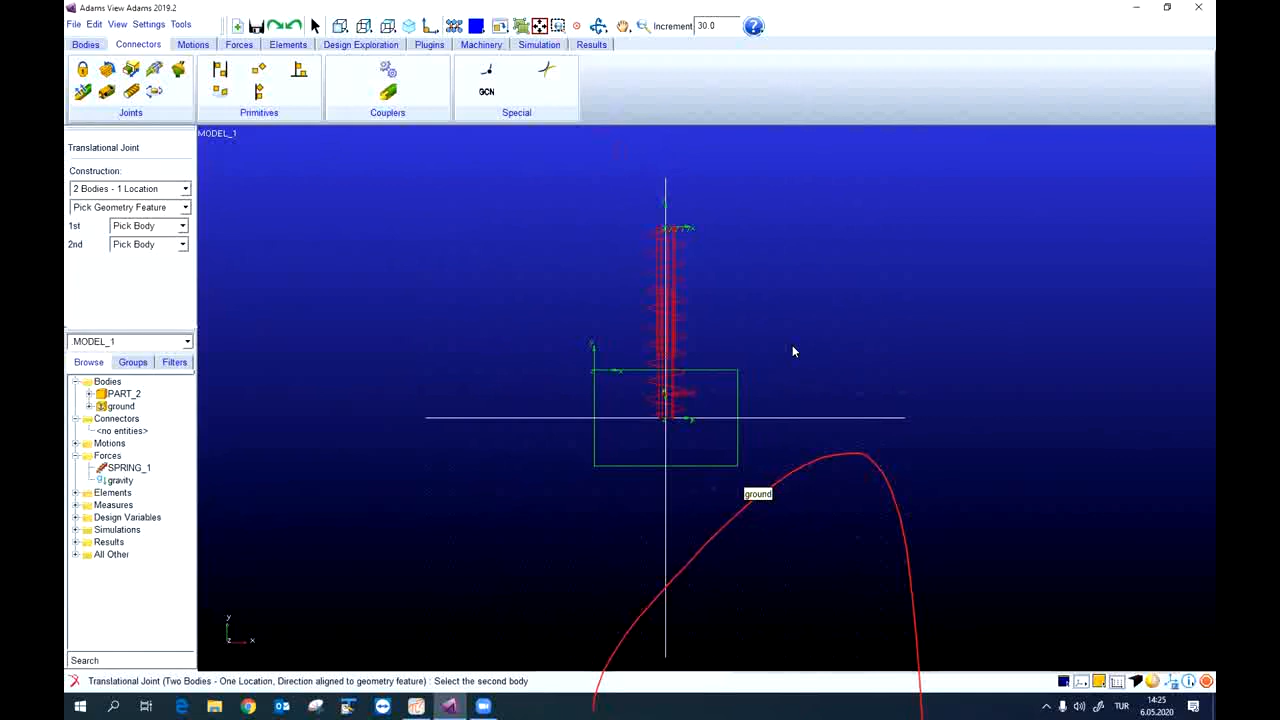 Adams View Adams 2019.2
File Edit View Settings Tools
Increment 30.0
Bodies Connectors Motions Forces Elements Design Exploration Plugins Machinery Simulation Results
GCN
Joints Primitives Couplers Special
MODEL_1
Translational Joint
Construction:
2 Bodies - 1 Location
Pick Geometry Feature
1st Pick Body
2nd Pick Body
.MODEL_1
Browse Groups Filters
Bodies
PART_2
ground
Connectors
<no entities>
Motions
Forces
SPRING_1
gravity
Elements
Measures
Design Variables
Simulations
Results
All Other
ground
y
z x
Search
Translational Joint (Two Bodies - One Location, Direction aligned to geometry feature) : Select the second body
TUR
14:25
6.05.2020